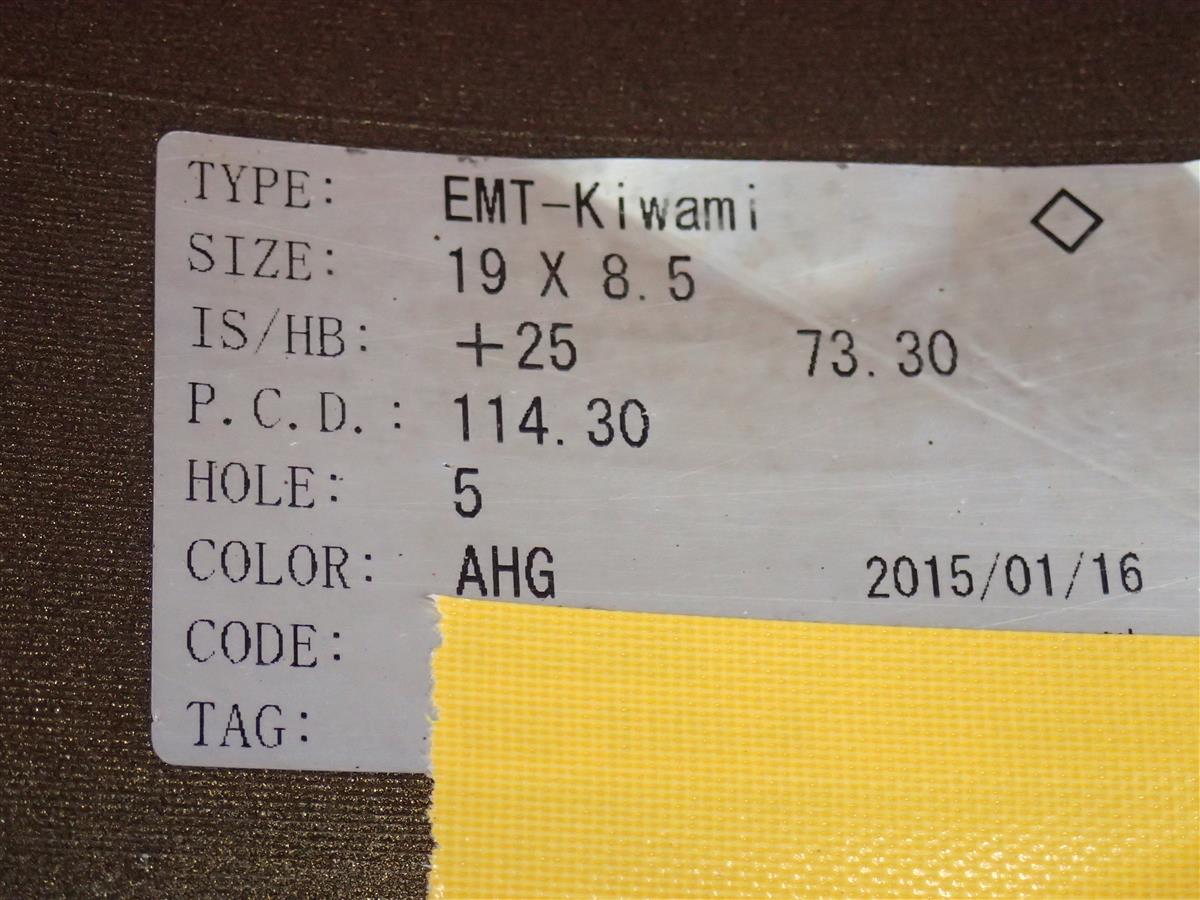 TYPE: EMT-Kiwami ◇
SIZE: 19 X 8.5
IS/HB: +25 73.30
P.C.D.: 114.30
HOLE: 5
COLOR: AHG 2015/01/16
CODE:
TAG: